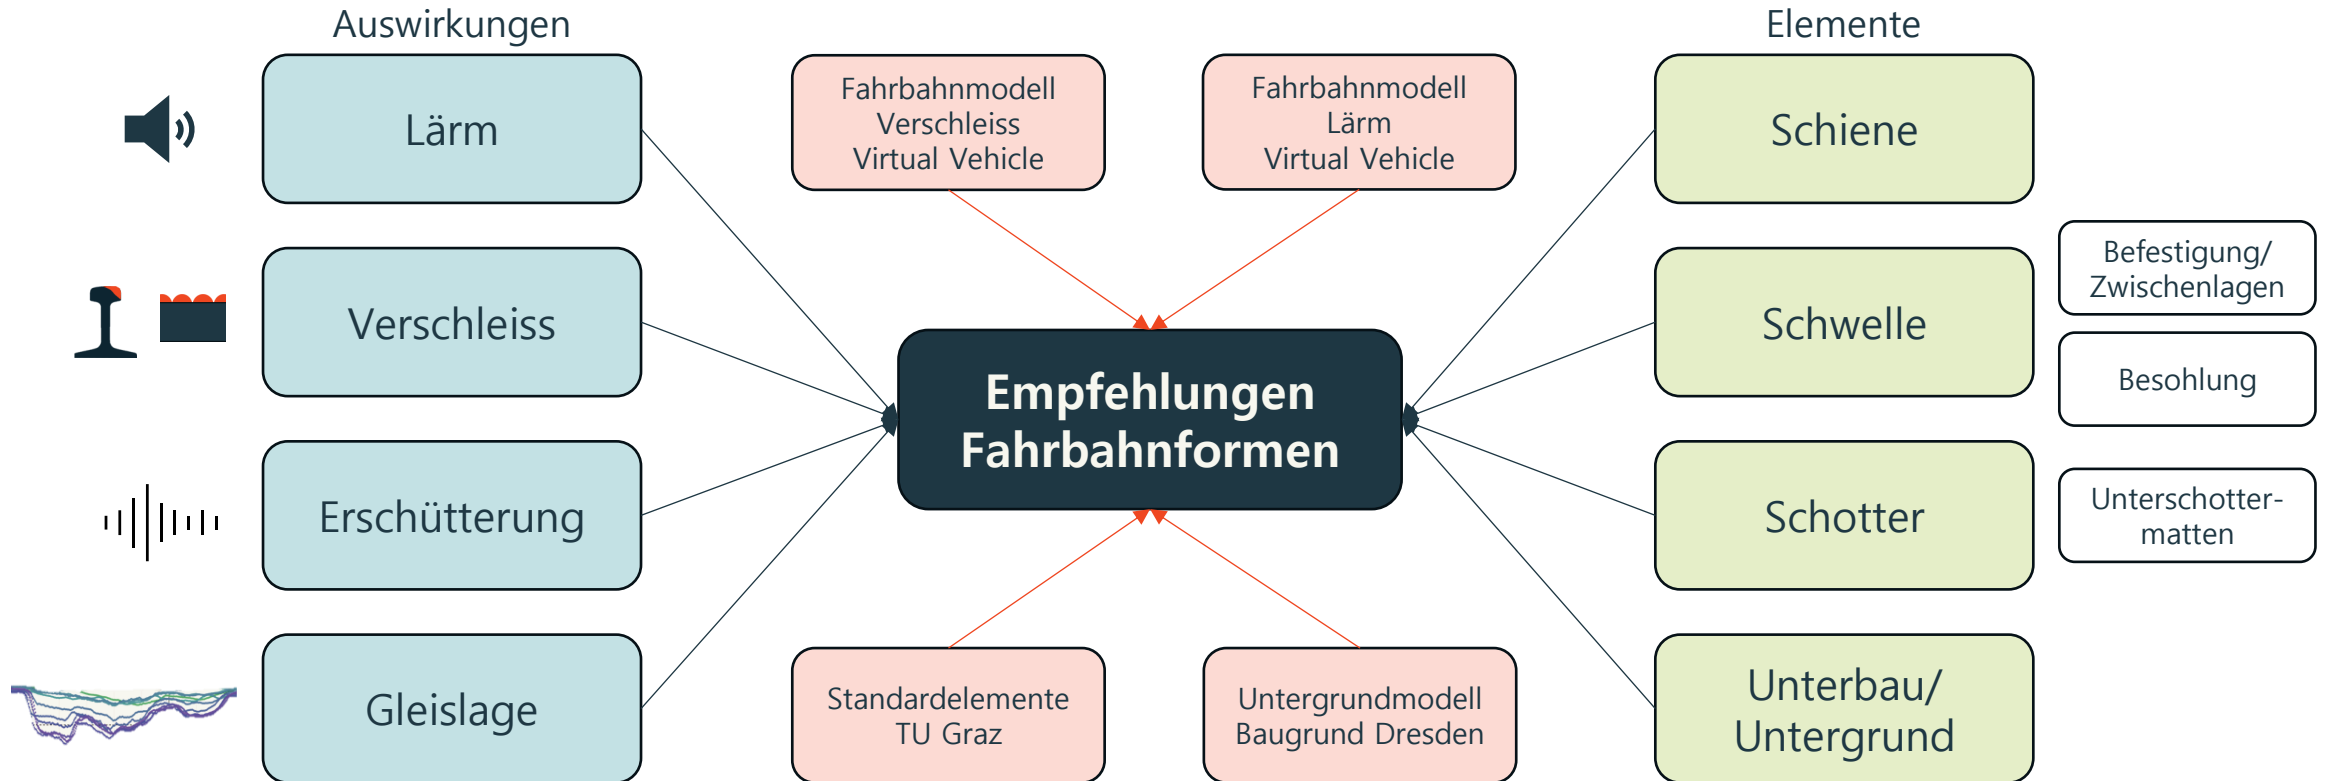 Auswirkungen
Lärm
Verschleiss
Erschütterung
Gleislage
Fahrbahnmodell
Verschleiss
Virtual Vehicle
Fahrbahnmodell
Lärm
Virtual Vehicle
Empfehlungen
Fahrbahnformen
Standardelemente
TU Graz
Untergrundmodell
Baugrund Dresden
Elemente
Schiene
Schwelle
Schotter
Unterbau/
Untergrund
Befestigung/
Zwischenlagen
Besohlung
Unterschotter-
matten